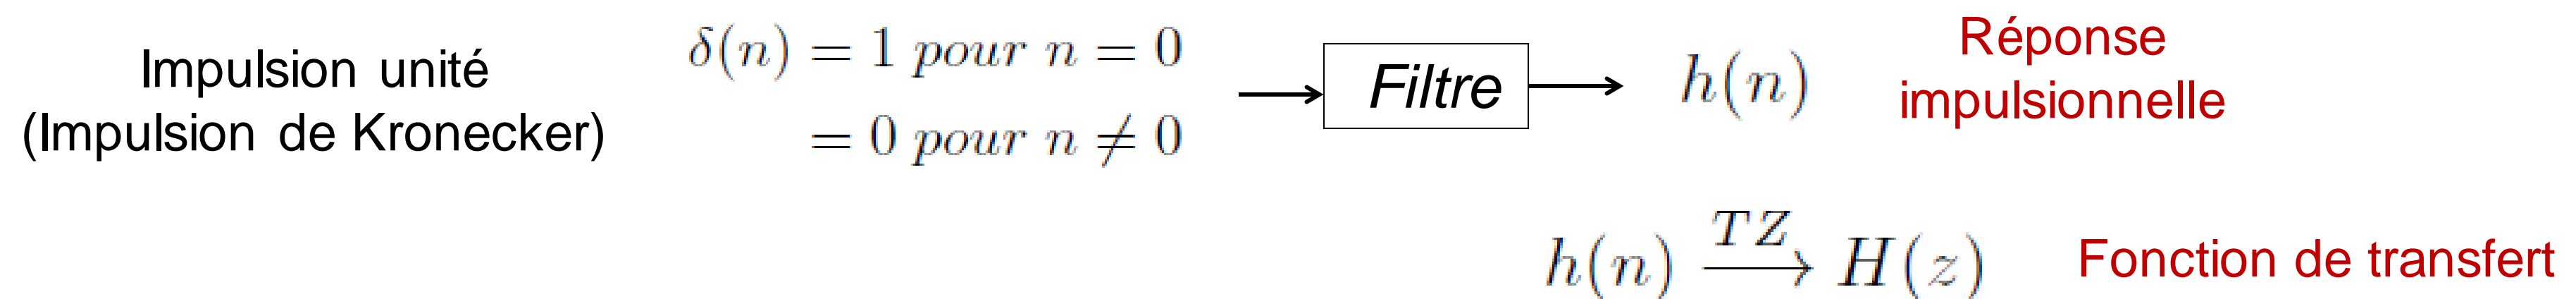 Impulsion unité
(Impulsion de Kronecker)
δ(n) = 1 pour n = 0
= 0 pour n ≠ 0
Filtre
h(n)
Réponse
impulsionnelle
h(n) TZ⟶ H(z)
Fonction de transfert